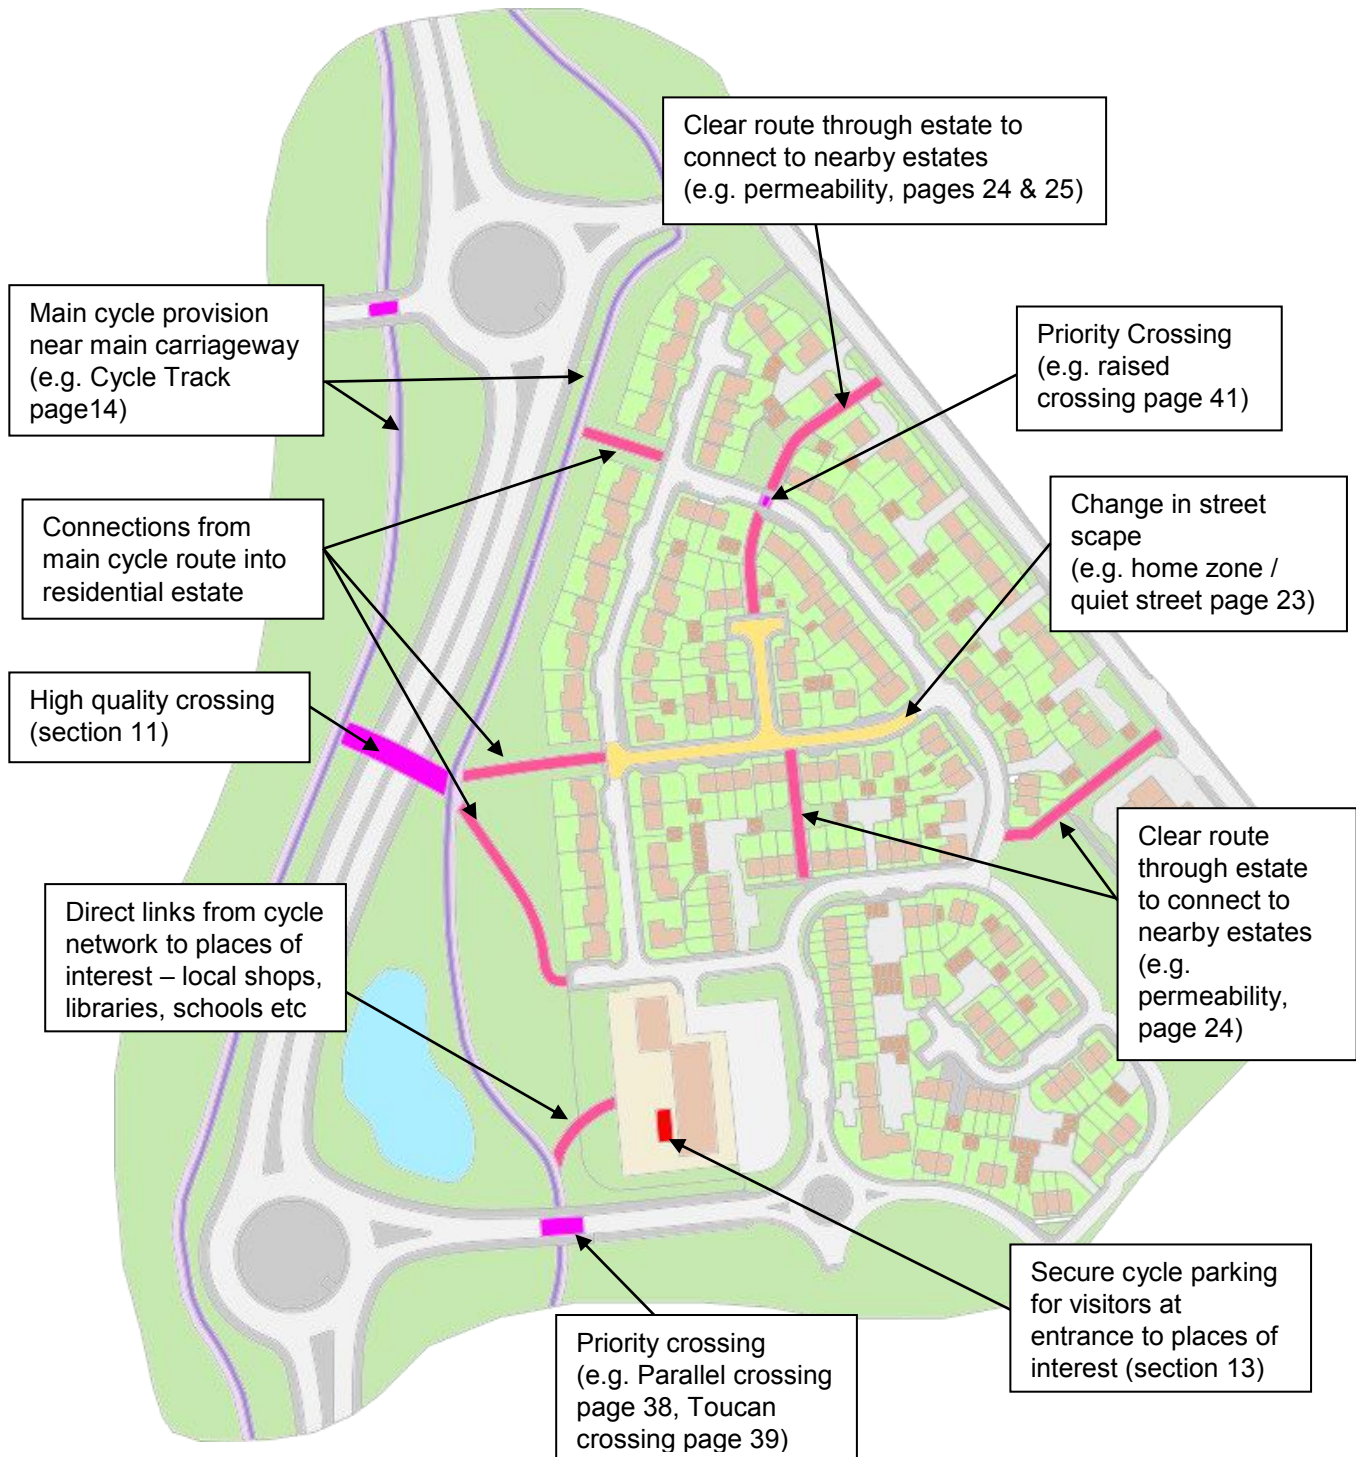 Clear route through estate to
connect to nearby estates
(e.g. permeability, pages 24 & 25)
Main cycle provision
near main carriageway
(e.g. Cycle Track
page14)
Priority Crossing
(e.g. raised
crossing page 41)
Connections from
main cycle route into
residential estate
Change in street
scape
(e.g. home zone /
quiet street page 23)
High quality crossing
(section 11)
Clear route
through estate
to connect to
nearby estates
(e.g.
permeability,
page 24)
Direct links from cycle
network to places of
interest – local shops,
libraries, schools etc
Secure cycle parking
for visitors at
entrance to places of
interest (section 13)
Priority crossing
(e.g. Parallel crossing
page 38, Toucan
crossing page 39)